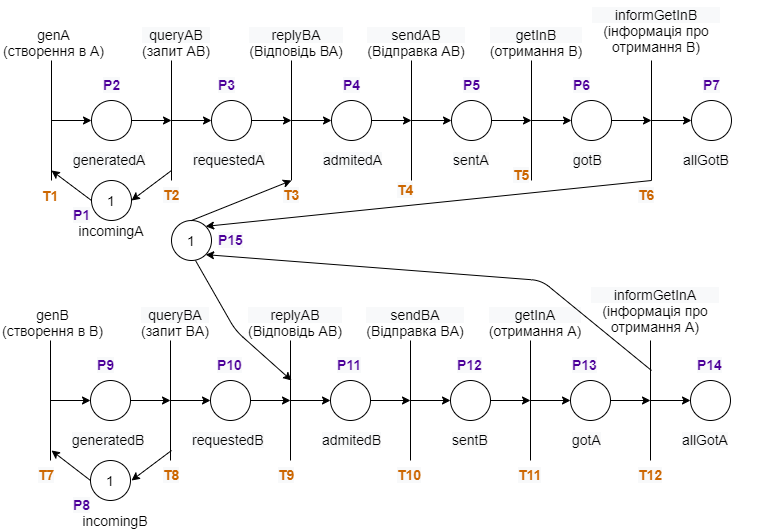 genA
(створення в А)
queryAB
(запит АВ)
replyBA
(Відповідь ВА)
sendAB
(Відправка АВ)
getInB
(отримання В)
informGetInB
(інформація про
отримання В)
P2
P3
P4
P5
P6
P7
generatedA
requestedA
admitedA
sentA
gotB
allGotB
T1
T2
T3
T4
T5
T6
1
P1
incomingA
1
P15
genB
(створення в В)
queryBA
(запит ВА)
replyAB
(Відповідь АВ)
sendBA
(Відправка ВА)
getInA
(отримання А)
informGetInA
(інформація про
отримання А)
P9
P10
P11
P12
P13
P14
generatedB
requestedB
admitedB
sentB
gotA
allGotA
T7
T8
T9
T10
T11
T12
1
P8
incomingB